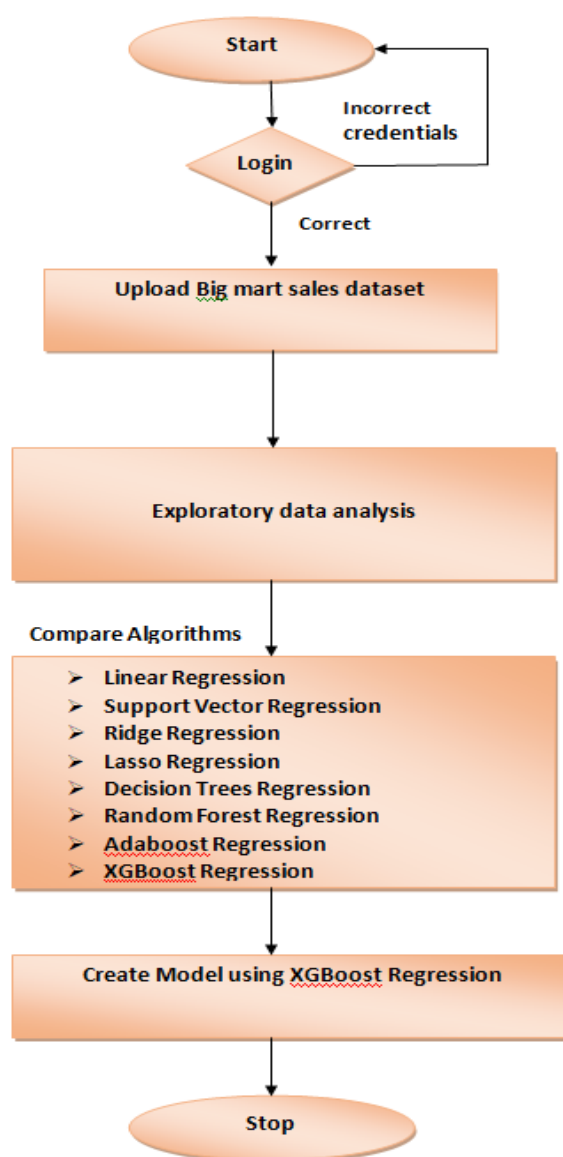 Start
Incorrect
credentials
Login
Correct
Upload Big mart sales dataset
Exploratory data analysis
Compare Algorithms
➢ Linear Regression
➢ Support Vector Regression
➢ Ridge Regression
➢ Lasso Regression
➢ Decision Trees Regression
➢ Random Forest Regression
➢ Adaboost Regression
➢ XGBoost Regression
Create Model using XGBoost Regression
Stop